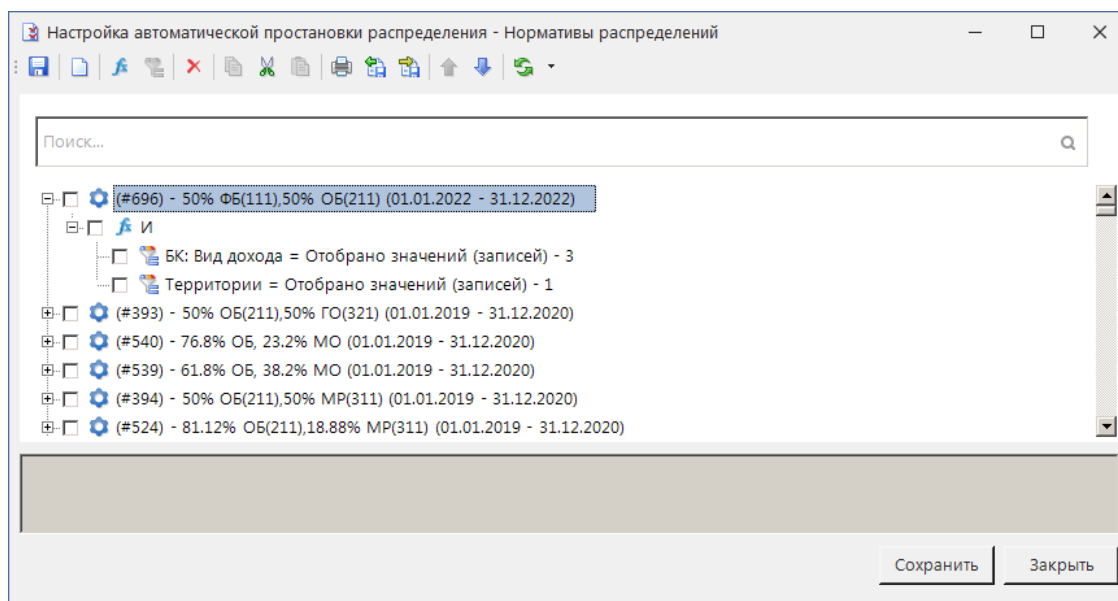 Настройка автоматической простановки распределения - Нормативы распределений
Поиск...
(#696) - 50% ФБ(111),50% ОБ(211) (01.01.2022 - 31.12.2022)
И
БК: Вид дохода = Отобрано значений (записей) - 3
Территории = Отобрано значений (записей) - 1
(#393) - 50% ОБ(211),50% ГО(321) (01.01.2019 - 31.12.2020)
(#540) - 76.8% ОБ, 23.2% МО (01.01.2019 - 31.12.2020)
(#539) - 61.8% ОБ, 38.2% МО (01.01.2019 - 31.12.2020)
(#394) - 50% ОБ(211),50% МР(311) (01.01.2019 - 31.12.2020)
(#524) - 81.12% ОБ(211),18.88% МР(311) (01.01.2019 - 31.12.2020)
Сохранить Закрыть